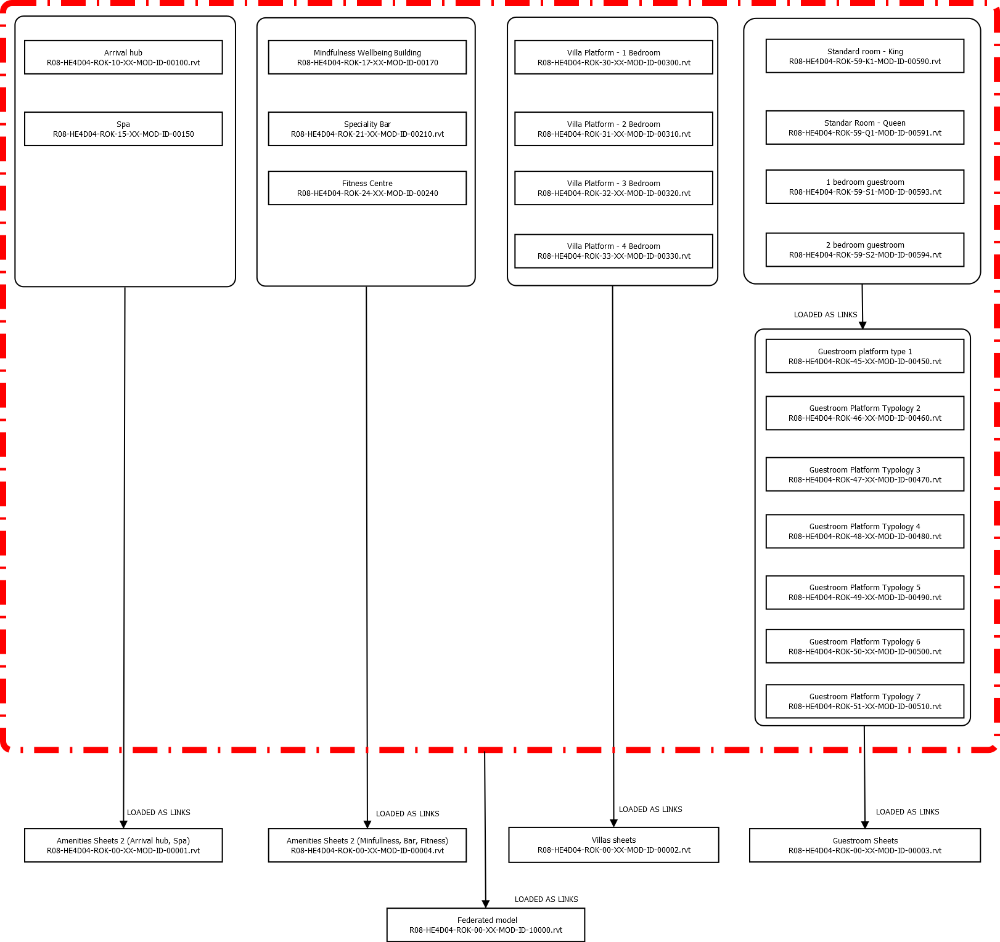 Arrival hub
R08-HE4D04-ROK-10-XX-MOD-ID-00100.rvt
Spa
R08-HE4D04-ROK-15-XX-MOD-ID-00150
Mindfulness Wellbeing Building
R08-HE4D04-ROK-17-XX-MOD-ID-00170
Speciality Bar
R08-HE4D04-ROK-21-XX-MOD-ID-00210.rvt
Fitness Centre
R08-HE4D04-ROK-24-XX-MOD-ID-00240
Villa Platform - 1 Bedroom
R08-HE4D04-ROK-30-XX-MOD-ID-00300.rvt
Villa Platform - 2 Bedroom
R08-HE4D04-ROK-31-XX-MOD-ID-00310.rvt
Villa Platform - 3 Bedroom
R08-HE4D04-ROK-32-XX-MOD-ID-00320.rvt
Villa Platform - 4 Bedroom
R08-HE4D04-ROK-33-XX-MOD-ID-00330.rvt
Standard room - King
R08-HE4D04-ROK-59-K1-MOD-ID-00590.rvt
Standar Room - Queen
R08-HE4D04-ROK-59-Q1-MOD-ID-00591.rvt
1 bedroom guestroom
R08-HE4D04-ROK-59-S1-MOD-ID-00593.rvt
2 bedroom guestroom
R08-HE4D04-ROK-59-S2-MOD-ID-00594.rvt
LOADED AS LINKS
Guestroom platform type 1
R08-HE4D04-ROK-45-XX-MOD-ID-00450.rvt
Guestroom Platform Typology 2
R08-HE4D04-ROK-46-XX-MOD-ID-00460.rvt
Guestroom Platform Typology 3
R08-HE4D04-ROK-47-XX-MOD-ID-00470.rvt
Guestroom Platform Typology 4
R08-HE4D04-ROK-48-XX-MOD-ID-00480.rvt
Guestroom Platform Typology 5
R08-HE4D04-ROK-49-XX-MOD-ID-00490.rvt
Guestroom Platform Typology 6
R08-HE4D04-ROK-50-XX-MOD-ID-00500.rvt
Guestroom Platform Typology 7
R08-HE4D04-ROK-51-XX-MOD-ID-00510.rvt
LOADED AS LINKS
Amenities Sheets 2 (Arrival hub, Spa)
R08-HE4D04-ROK-00-XX-MOD-ID-00001.rvt
LOADED AS LINKS
Amenities Sheets 2 (Minfullness, Bar, Fitness)
R08-HE4D04-ROK-00-XX-MOD-ID-00004.rvt
LOADED AS LINKS
Villas sheets
R08-HE4D04-ROK-00-XX-MOD-ID-00002.rvt
LOADED AS LINKS
Guestroom Sheets
R08-HE4D04-ROK-00-XX-MOD-ID-00003.rvt
LOADED AS LINKS
Federated model
R08-HE4D04-ROK-00-XX-MOD-ID-10000.rvt